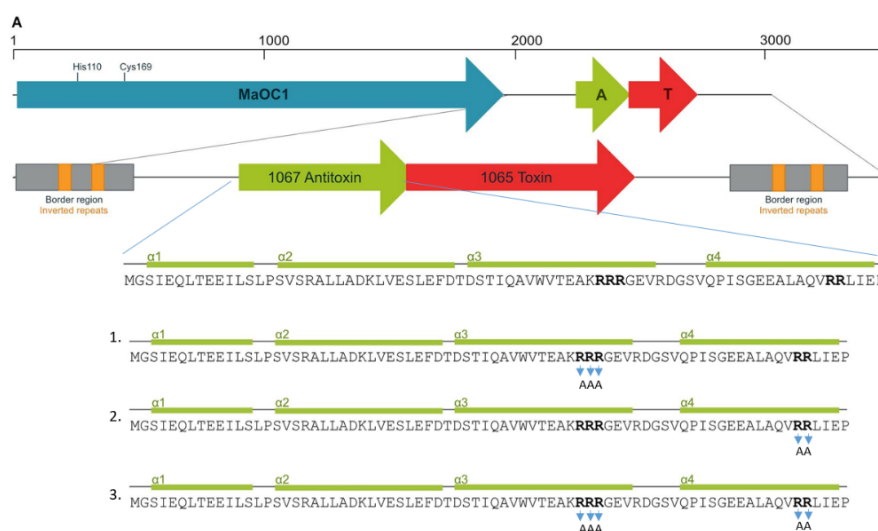 A
1 1000 2000 3000
His110 Cys169
MaOC1 A T
1067 Antitoxin 1065 Toxin
Border region Border region
Inverted repeats Inverted repeats
α1 α2 α3 α4
MGSIEQLTEEILSLPSVSRALLADKLVESLEFDTDSTIQAVWVTEAKRRRGEVRDGSVQPISGEEALAQVRRLIEP
1. α1 α2 α3 α4
MGSIEQLTEEILSLPSVSRALLADKLVESLEFDTDSTIQAVWVTEAKRRRGEVRDGSVQPISGEEALAQVRRLIEP
AAA
2. α1 α2 α3 α4
MGSIEQLTEEILSLPSVSRALLADKLVESLEFDTDSTIQAVWVTEAKRRRGEVRDGSVQPISGEEALAQVRRLIEP
AA
3. α1 α2 α3 α4
MGSIEQLTEEILSLPSVSRALLADKLVESLEFDTDSTIQAVWVTEAKRRRGEVRDGSVQPISGEEALAQVRRLIEP
AAA AA